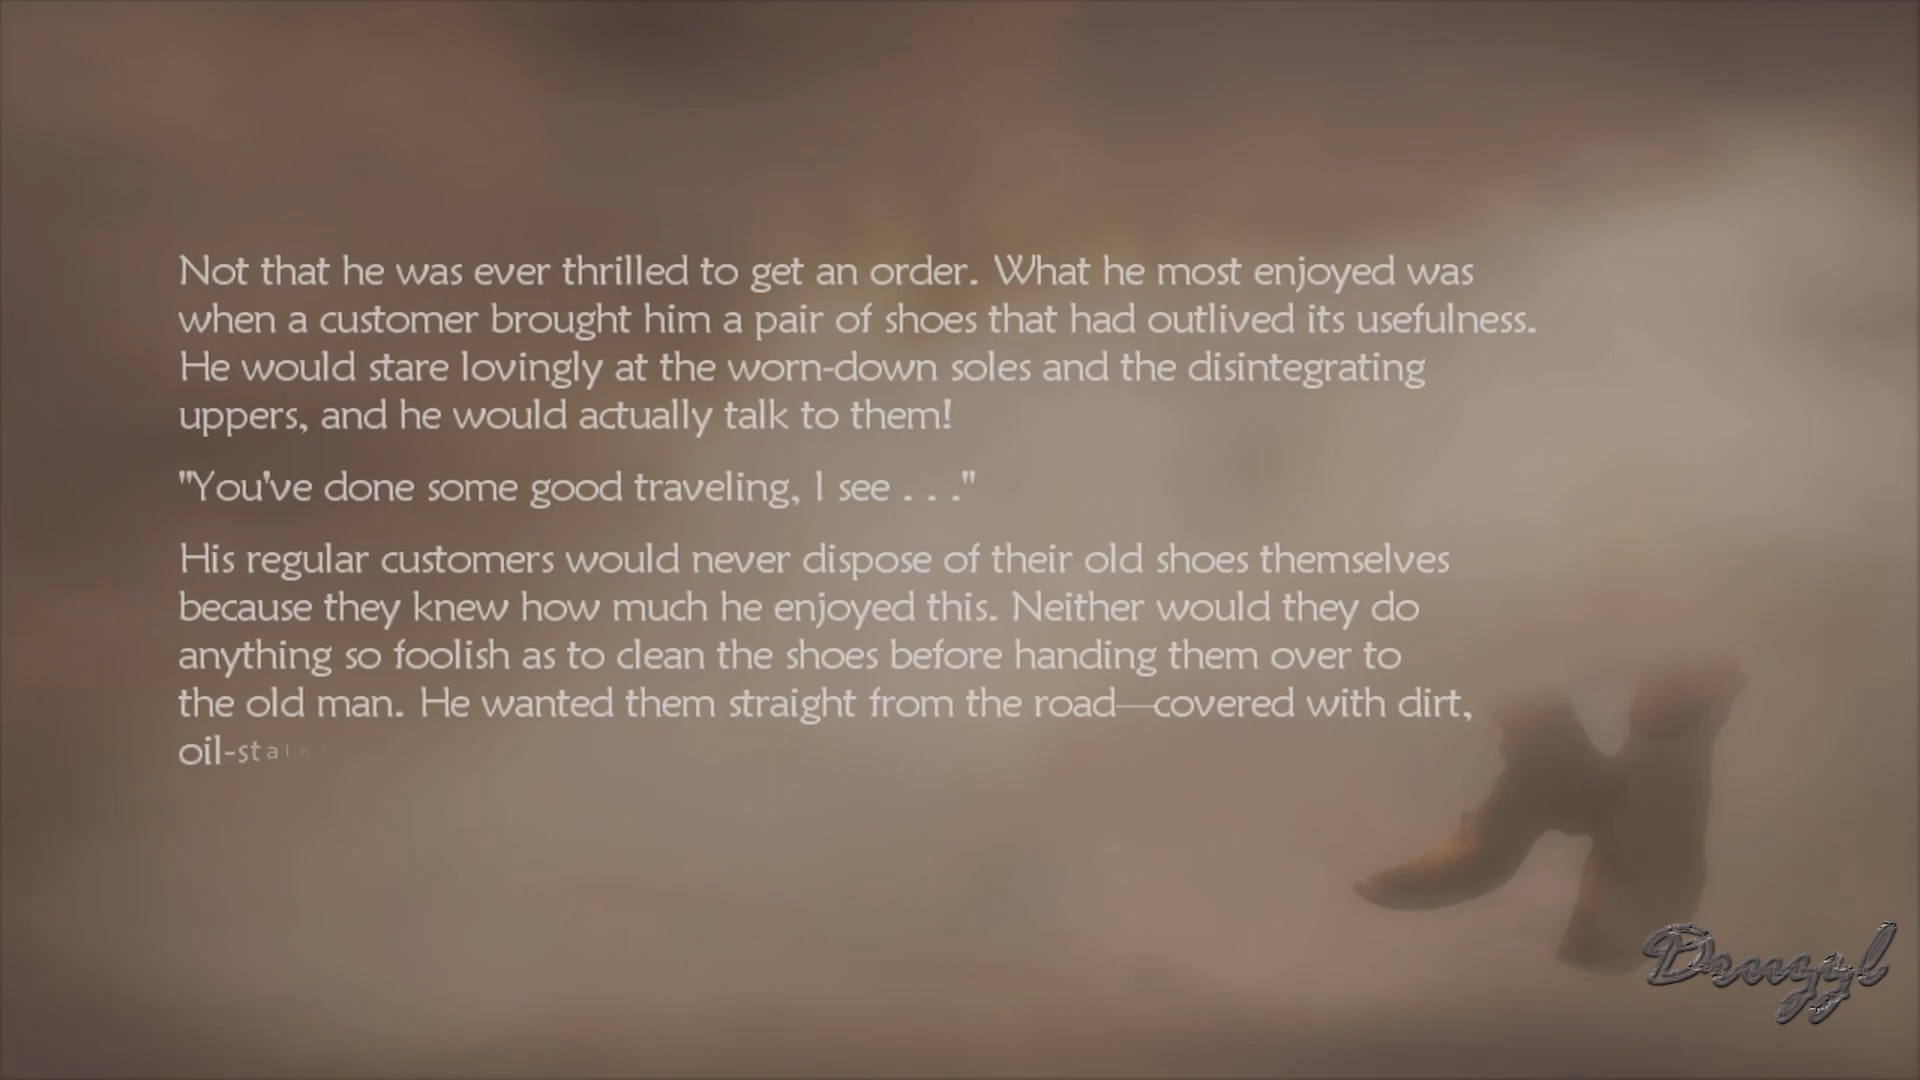 Not that he was ever thrilled to get an order. What he most enjoyed was
when a customer brought him a pair of shoes that had outlived its usefulness.
He would stare lovingly at the worn-down soles and the disintegrating
uppers, and he would actually talk to them!
"You've done some good traveling, I see . . ."
His regular customers would never dispose of their old shoes themselves
because they knew how much he enjoyed this. Neither would they do
anything so foolish as to clean the shoes before handing them over to
the old man. He wanted them straight from the road—covered with dirt,
oil-stain
Druzyl